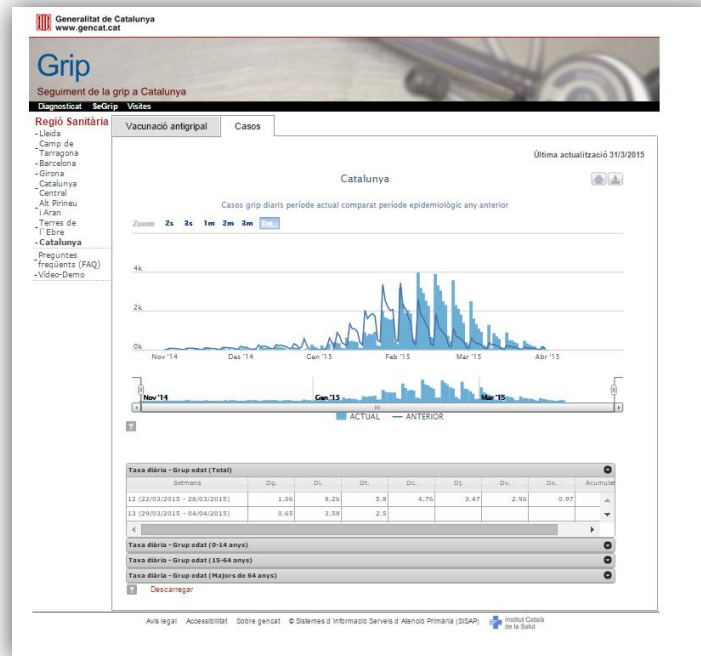 Generalitat de Catalunya
www.gencat.cat
Grip
Seguiment de la grip a Catalunya
Diagnosticat SeGrip Visites
Regió Sanitària
- Lleida
- Camp de
Tarragona
- Barcelona
- Girona
- Catalunya
Central
- Alt Pirineu
i Aran
- Terres de
l´Ebre
- Catalunya
- Preguntes
freqüents (FAQ)
- Vídeo-Demo
Vacunació antigripal Casos
Última actualització 31/3/2015
Catalunya
Casos grip diaris període actual comparat període epidemiològic any anterior
Zoom 2s 3s 1m 2m 3m Tot
4k
2k
0k
Nov '14 Des '14 Gen '15 Feb '15 Mar '15 Abr '15
Nov '14 Gen '15 Mar '15
ACTUAL ANTERIOR
?
Taxa diària - Grup edat (Total)
Setmana Dg. Dl. Dt. Dc. Dj. Dv. Ds. Acumulat
12 (22/03/2015 - 28/03/2015) 1.06 8.26 5.8 4.76 3.47 2.96 0.97
13 (29/03/2015 - 04/04/2015) 0.65 3.58 2.5
Taxa diària - Grup edat (0-14 anys)
Taxa diària - Grup edat (15-64 anys)
Taxa diària - Grup edat (Majors de 64 anys)
? Descarregar
Avís legal Accessibilitat Sobre gencat © Sistemes d´Informació Serveis d´Atenció Primària (SISAP) Institut Català
de la Salut